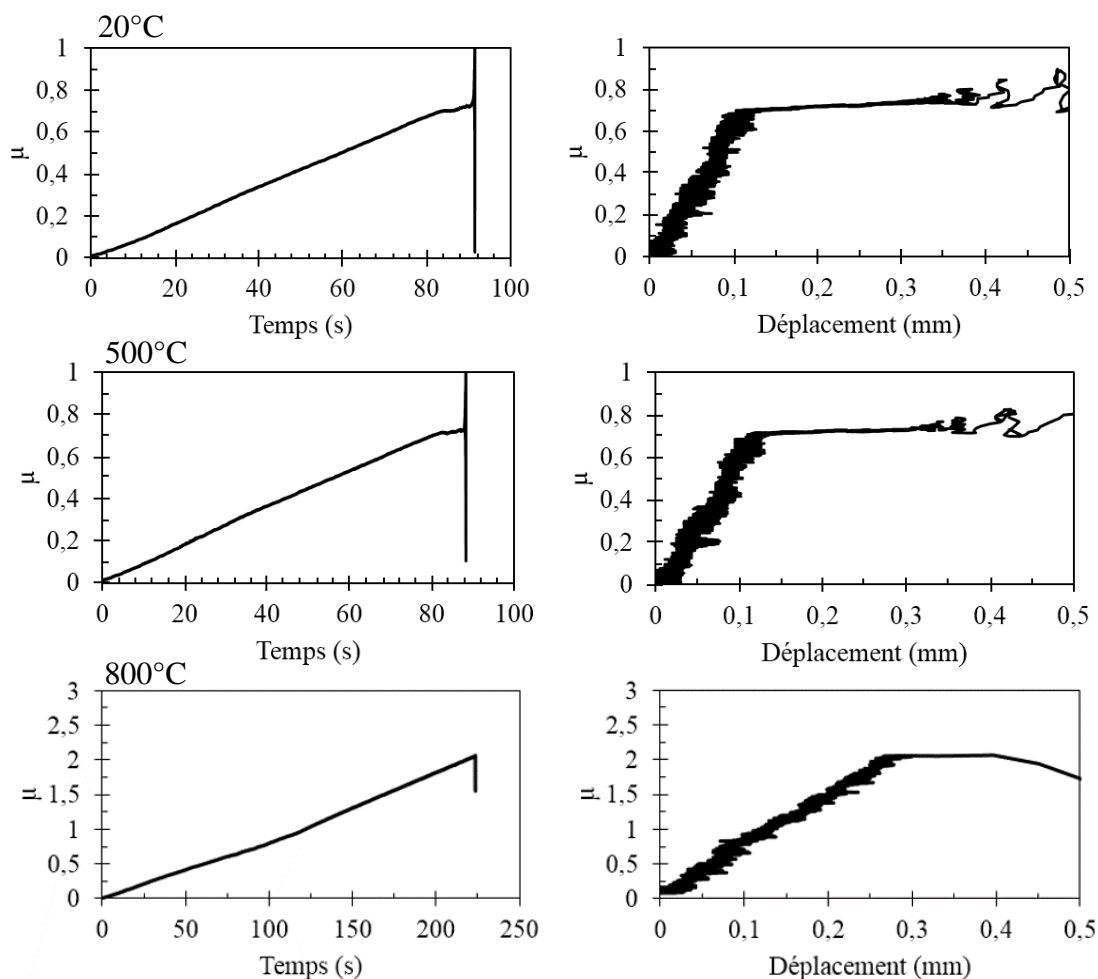 20°C
1
0,8
0,6
μ
0,4
0,2
0
0 20 40 60 80 100
Temps (s)
1
0,8
0,6
μ
0,4
0,2
0
0 0,1 0,2 0,3 0,4 0,5
Déplacement (mm)
500°C
1
0,8
0,6
μ
0,4
0,2
0
0 20 40 60 80 100
Temps (s)
1
0,8
0,6
μ
0,4
0,2
0
0 0,1 0,2 0,3 0,4 0,5
Déplacement (mm)
800°C
3
2,5
2
μ
1,5
1
0,5
0
0 50 100 150 200 250
Temps (s)
3
2,5
2
μ
1,5
1
0,5
0
0 0,1 0,2 0,3 0,4 0,5
Déplacement (mm)